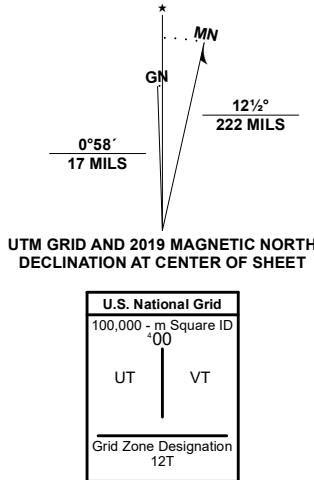 ★
MN
GN
12½°
222 MILS
0°58´
17 MILS
UTM GRID AND 2019 MAGNETIC NORTH
DECLINATION AT CENTER OF SHEET
U.S. National Grid
100,000 - m Square ID
⁴00
UT VT
Grid Zone Designation
12T